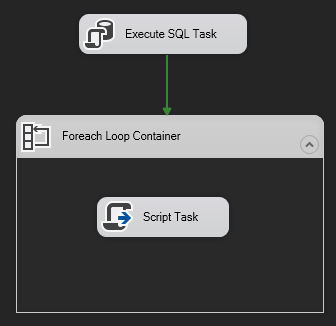 Execute SQL Task
Foreach Loop Container
Script Task